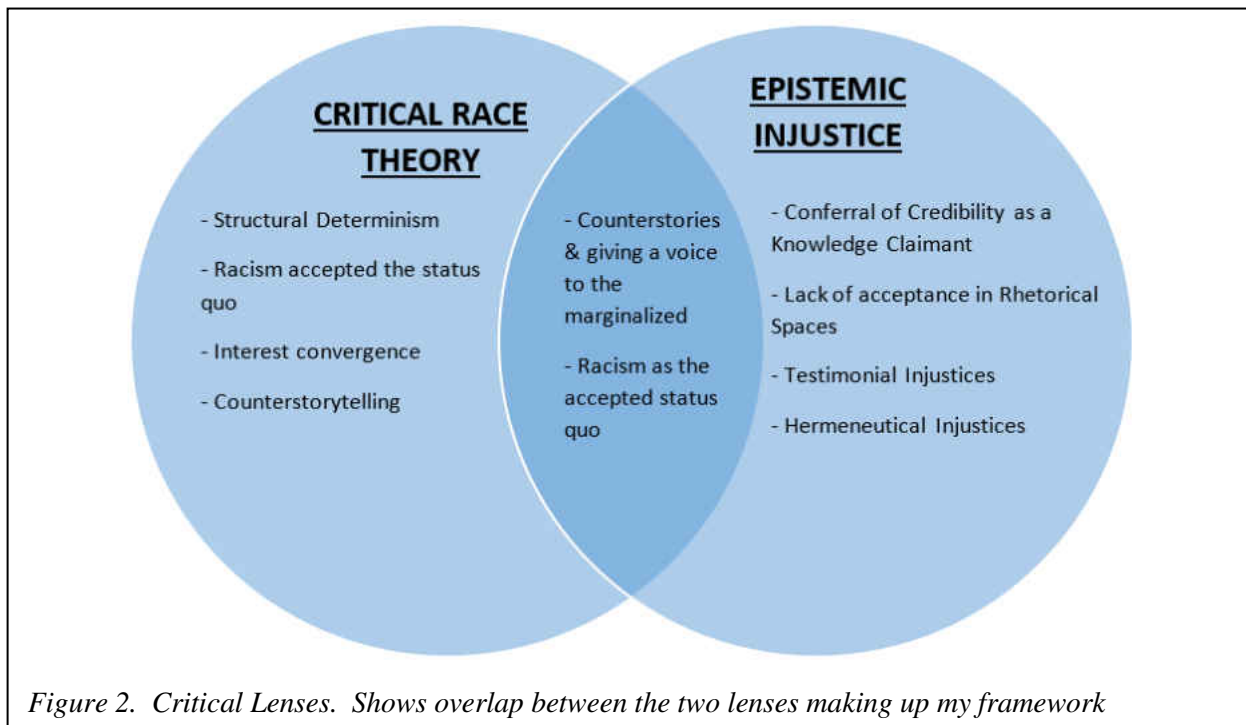 CRITICAL RACE
THEORY
- Structural Determinism
- Racism accepted the status
quo
- Interest convergence
- Counterstorytelling
- Counterstories
& giving a voice
to the
marginalized
- Racism as the
accepted status
quo
EPISTEMIC
INJUSTICE
- Conferral of Credibility as a
Knowledge Claimant
- Lack of acceptance in Rhetorical
Spaces
- Testimonial Injustices
- Hermeneutical Injustices
Figure 2. Critical Lenses. Shows overlap between the two lenses making up my framework